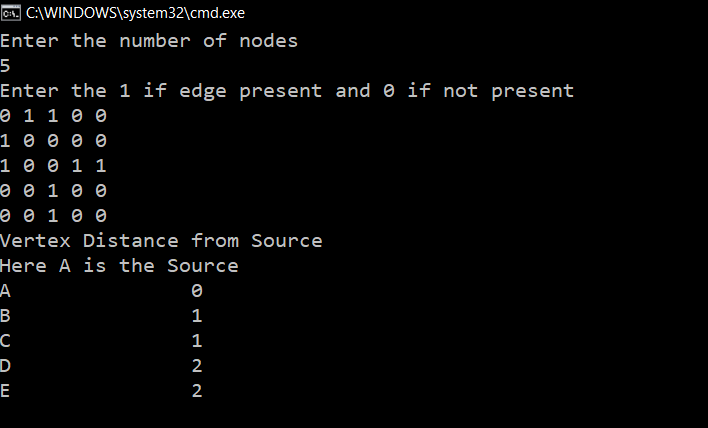 C:\WINDOWS\system32\cmd.exe
Enter the number of nodes
5
Enter the 1 if edge present and 0 if not present
0 1 1 0 0
1 0 0 0 0
1 0 0 1 1
0 0 1 0 0
0 0 1 0 0
Vertex Distance from Source
Here A is the Source
A 0
B 1
C 1
D 2
E 2